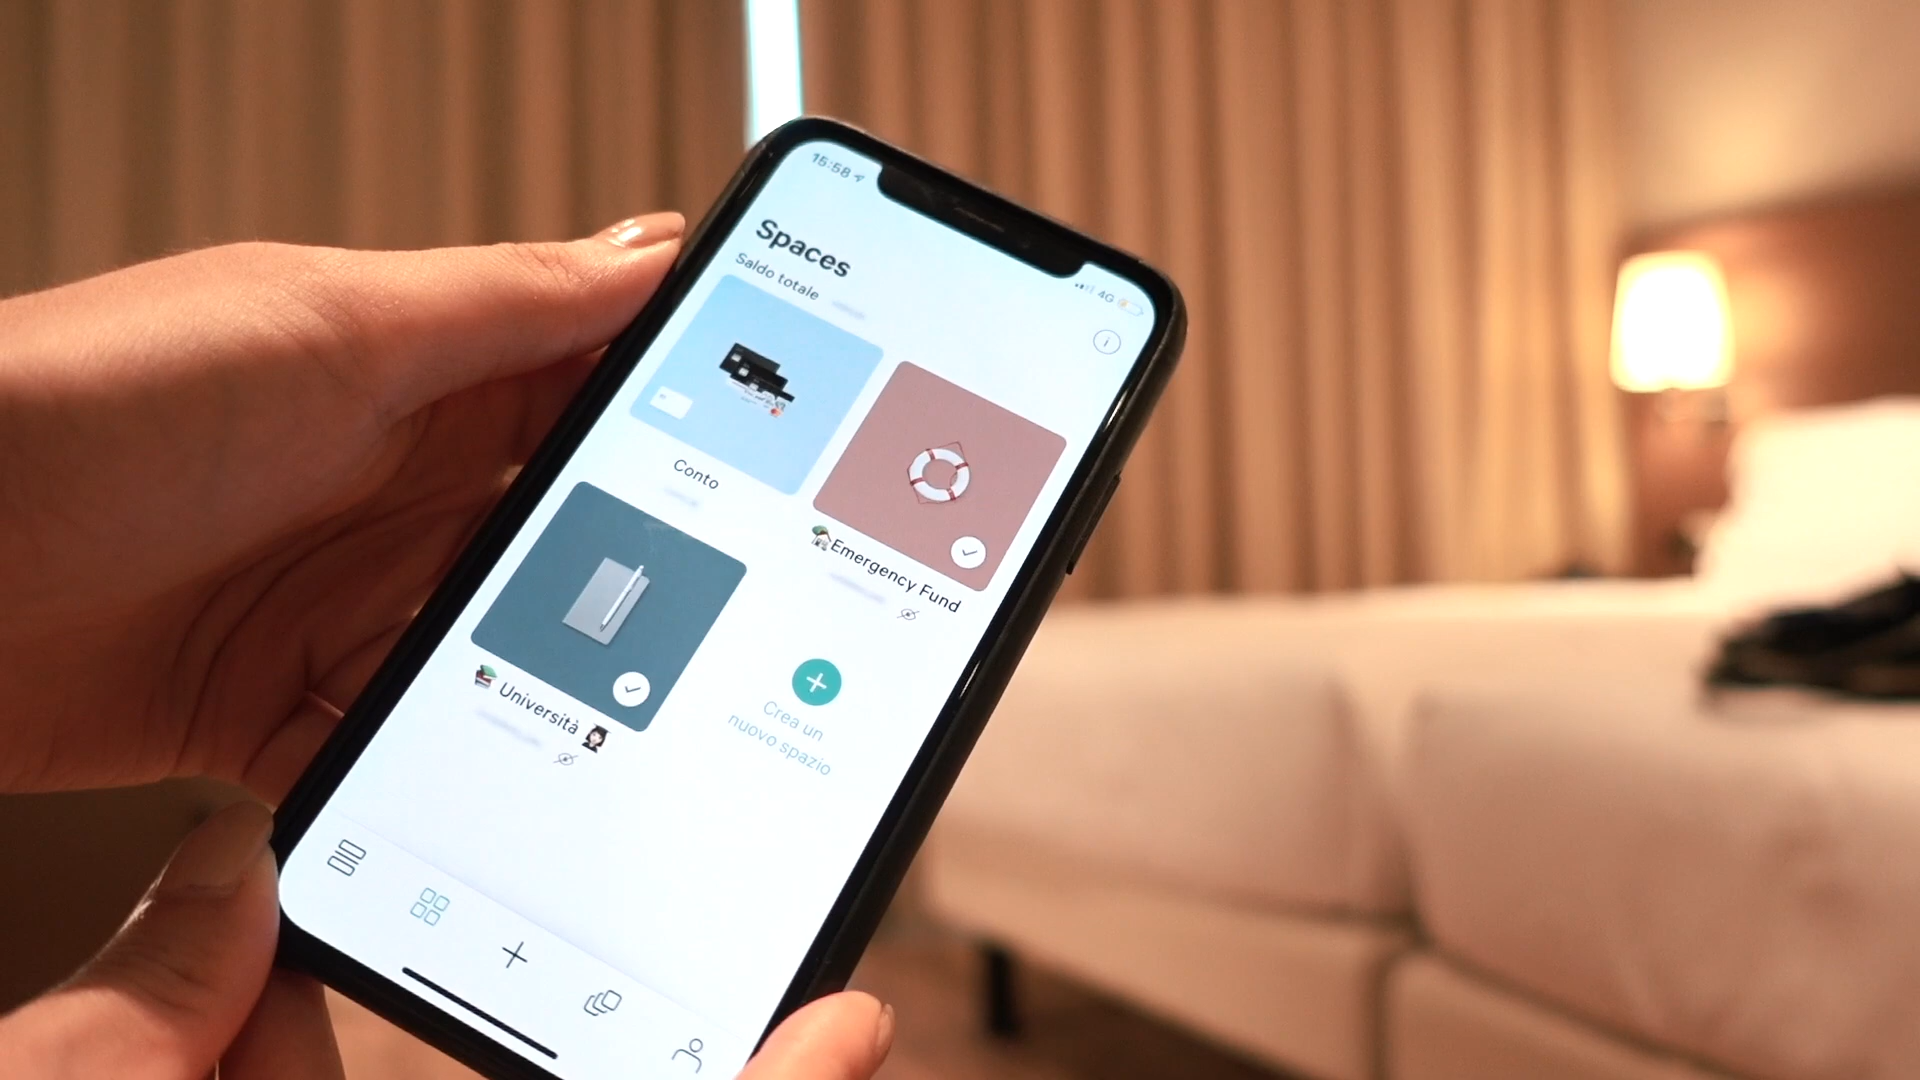 15:58
4G
Spaces
Saldo totale
i
Conto
Emergency Fund
Università
Crea un
nuovo spazio